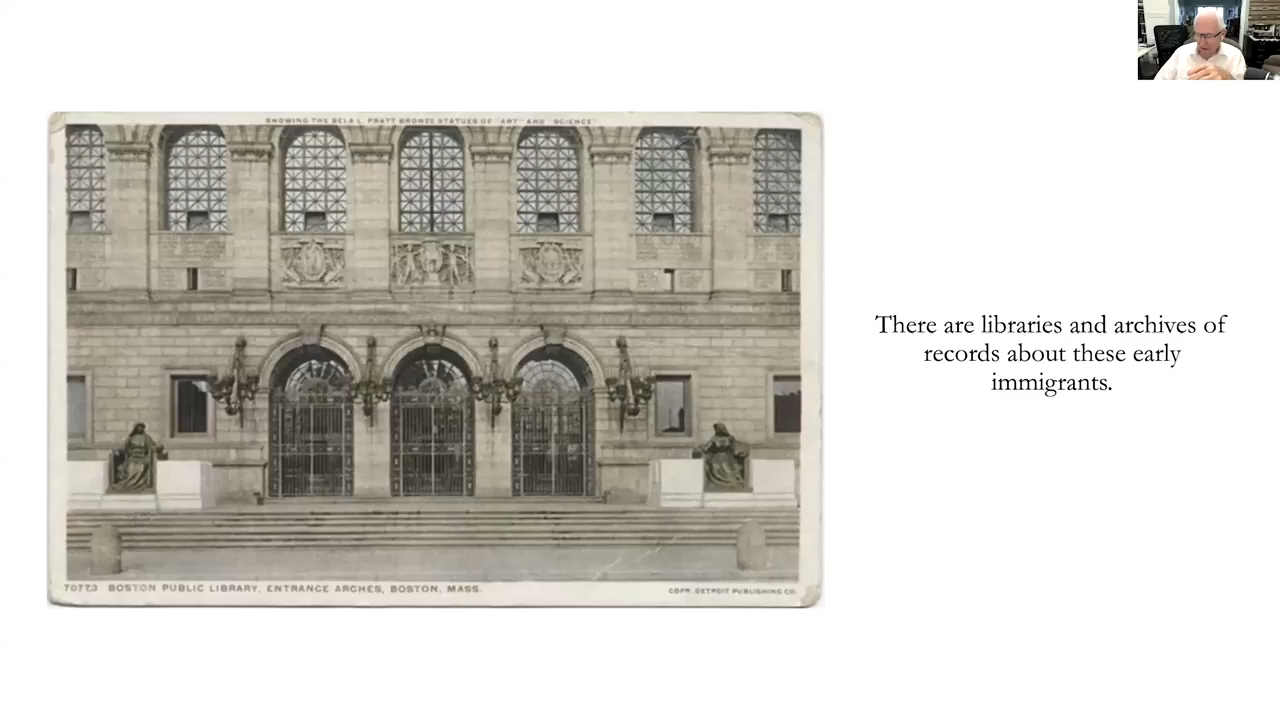 SHOWING THE BELA L. PRATT BRONZE STATUES OF "ART" AND "SCIENCE"
70773 BOSTON PUBLIC LIBRARY, ENTRANCE ARCHES, BOSTON, MASS.
COPR. DETROIT PUBLISHING CO.
There are libraries and archives of
records about these early
immigrants.